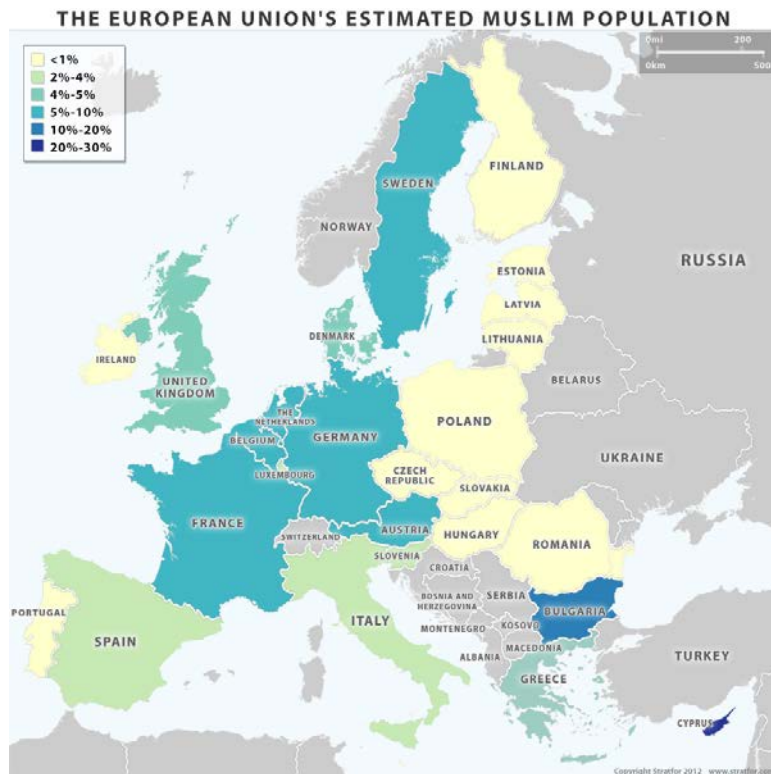 THE EUROPEAN UNION'S ESTIMATED MUSLIM POPULATION
<1%
2%-4%
4%-5%
5%-10%
10%-20%
20%-30%
0mi 200
0km 500
FINLAND
SWEDEN
NORWAY
RUSSIA
ESTONIA
LATVIA
LITHUANIA
DENMARK
IRELAND
UNITED
KINGDOM
BELARUS
THE
NETHERLANDS
POLAND
BELGIUM
GERMANY
LUXEMBOURG
CZECH
REPUBLIC
UKRAINE
SLOVAKIA
FRANCE
AUSTRIA
SWITZERLAND
HUNGARY
ROMANIA
SLOVENIA
CROATIA
BOSNIA AND
HERZEGOVINA
SERBIA
PORTUGAL
SPAIN
ITALY
BULGARIA
MONTENEGRO
KOSOVO
MACEDONIA
ALBANIA
GREECE
TURKEY
CYPRUS
Copyright Stratfor 2012 www.stratfor.com